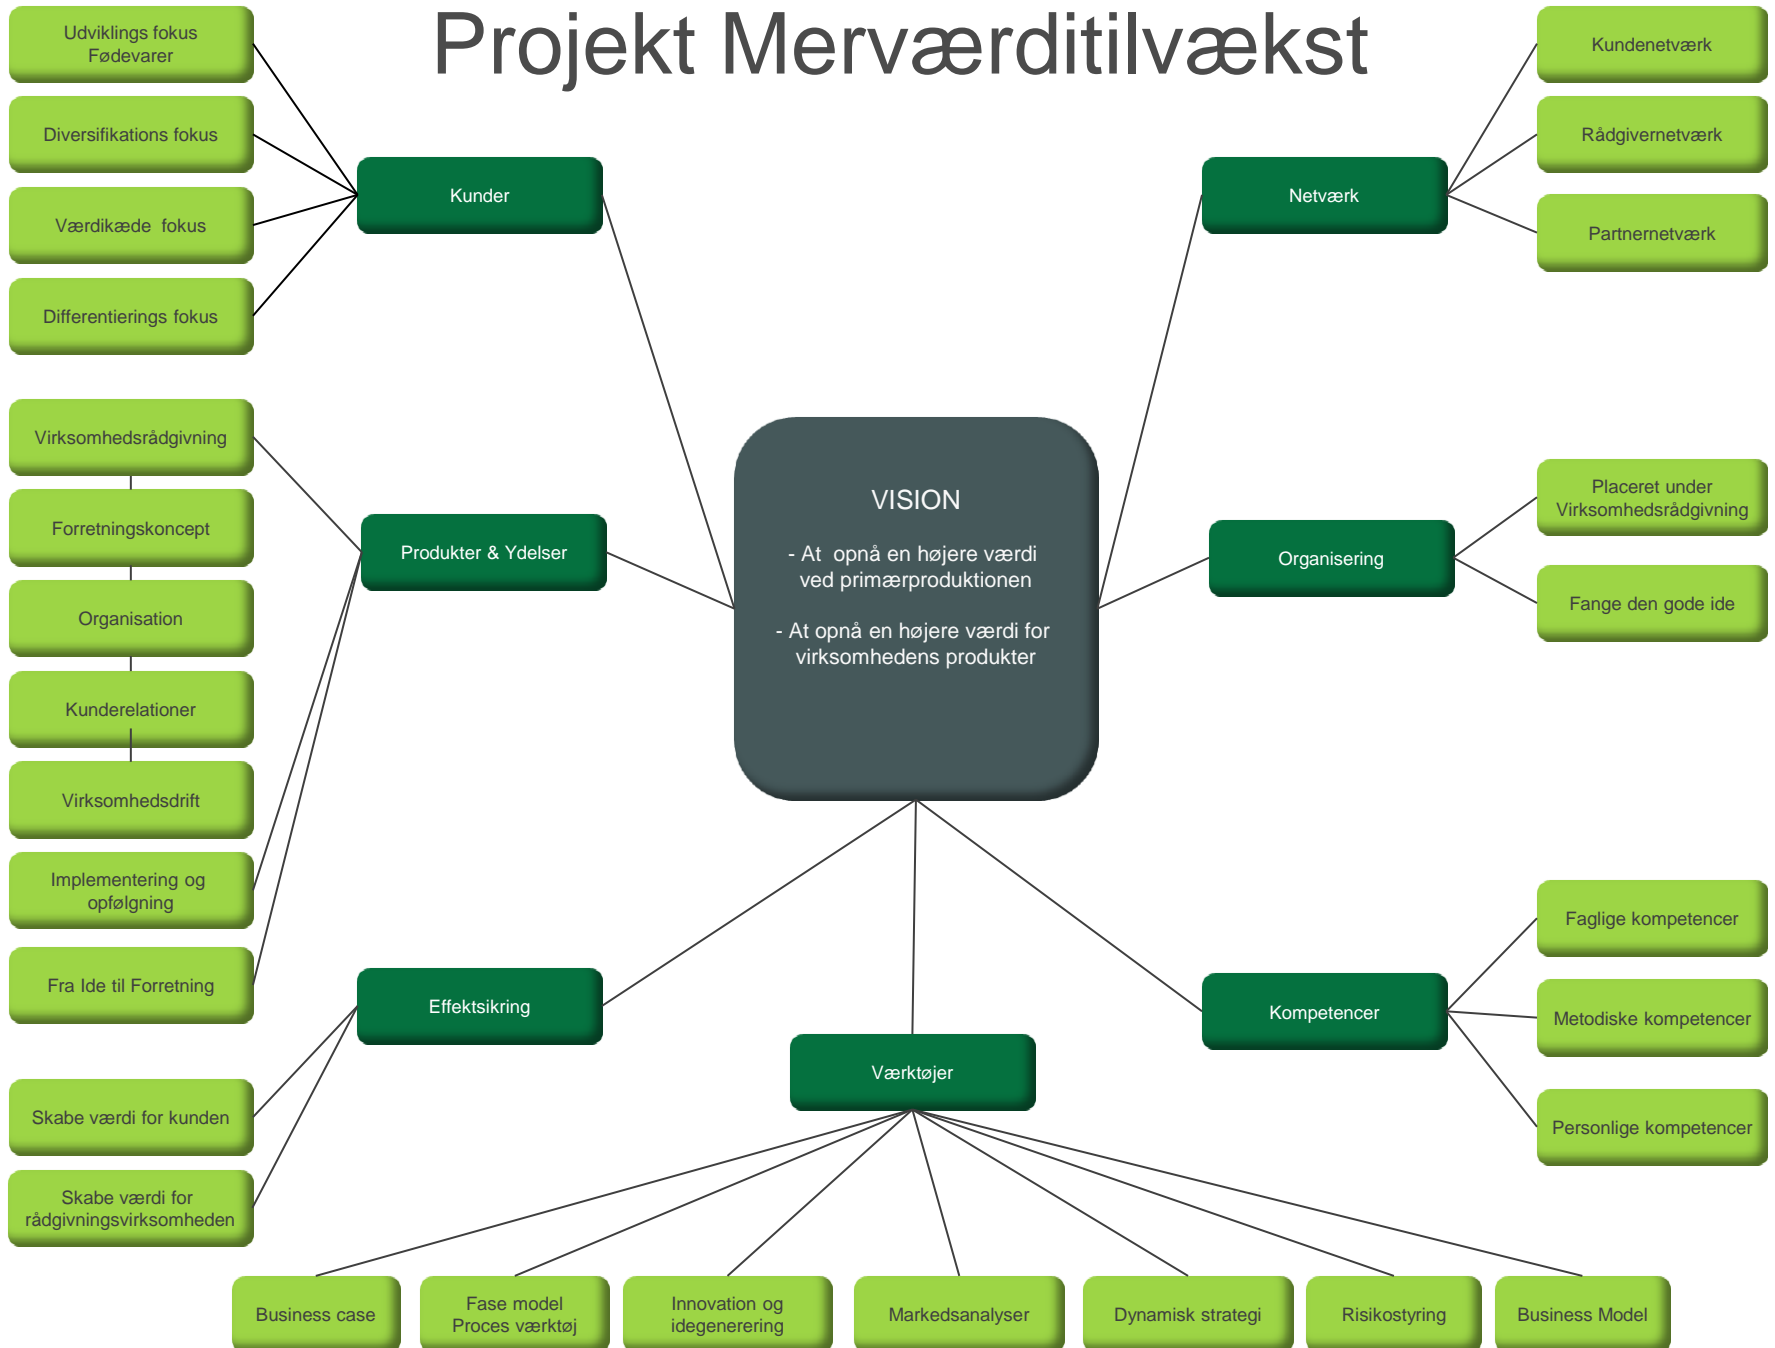 Projekt Merværditilvækst
Udviklings fokus
Fødevarer
Diversifikations fokus
Værdikæde fokus
Differentierings fokus
Kunder
Netværk
Kundenetværk
Rådgivernetværk
Partnernetværk
Virksomhedsrådgivning
Forretningskoncept
Organisation
Kunderelationer
Virksomhedsdrift
Implementering og
opfølgning
Fra Ide til Forretning
Produkter & Ydelser
VISION
- At opnå en højere værdi
ved primærproduktionen
- At opnå en højere værdi for
virksomhedens produkter
Organisering
Placeret under
Virksomhedsrådgivning
Fange den gode ide
Effektsikring
Skabe værdi for kunden
Skabe værdi for
rådgivningsvirksomheden
Værktøjer
Kompetencer
Faglige kompetencer
Metodiske kompetencer
Personlige kompetencer
Business case
Fase model
Proces værktøj
Innovation og
idegenerering
Markedsanalyser
Dynamisk strategi
Risikostyring
Business Model